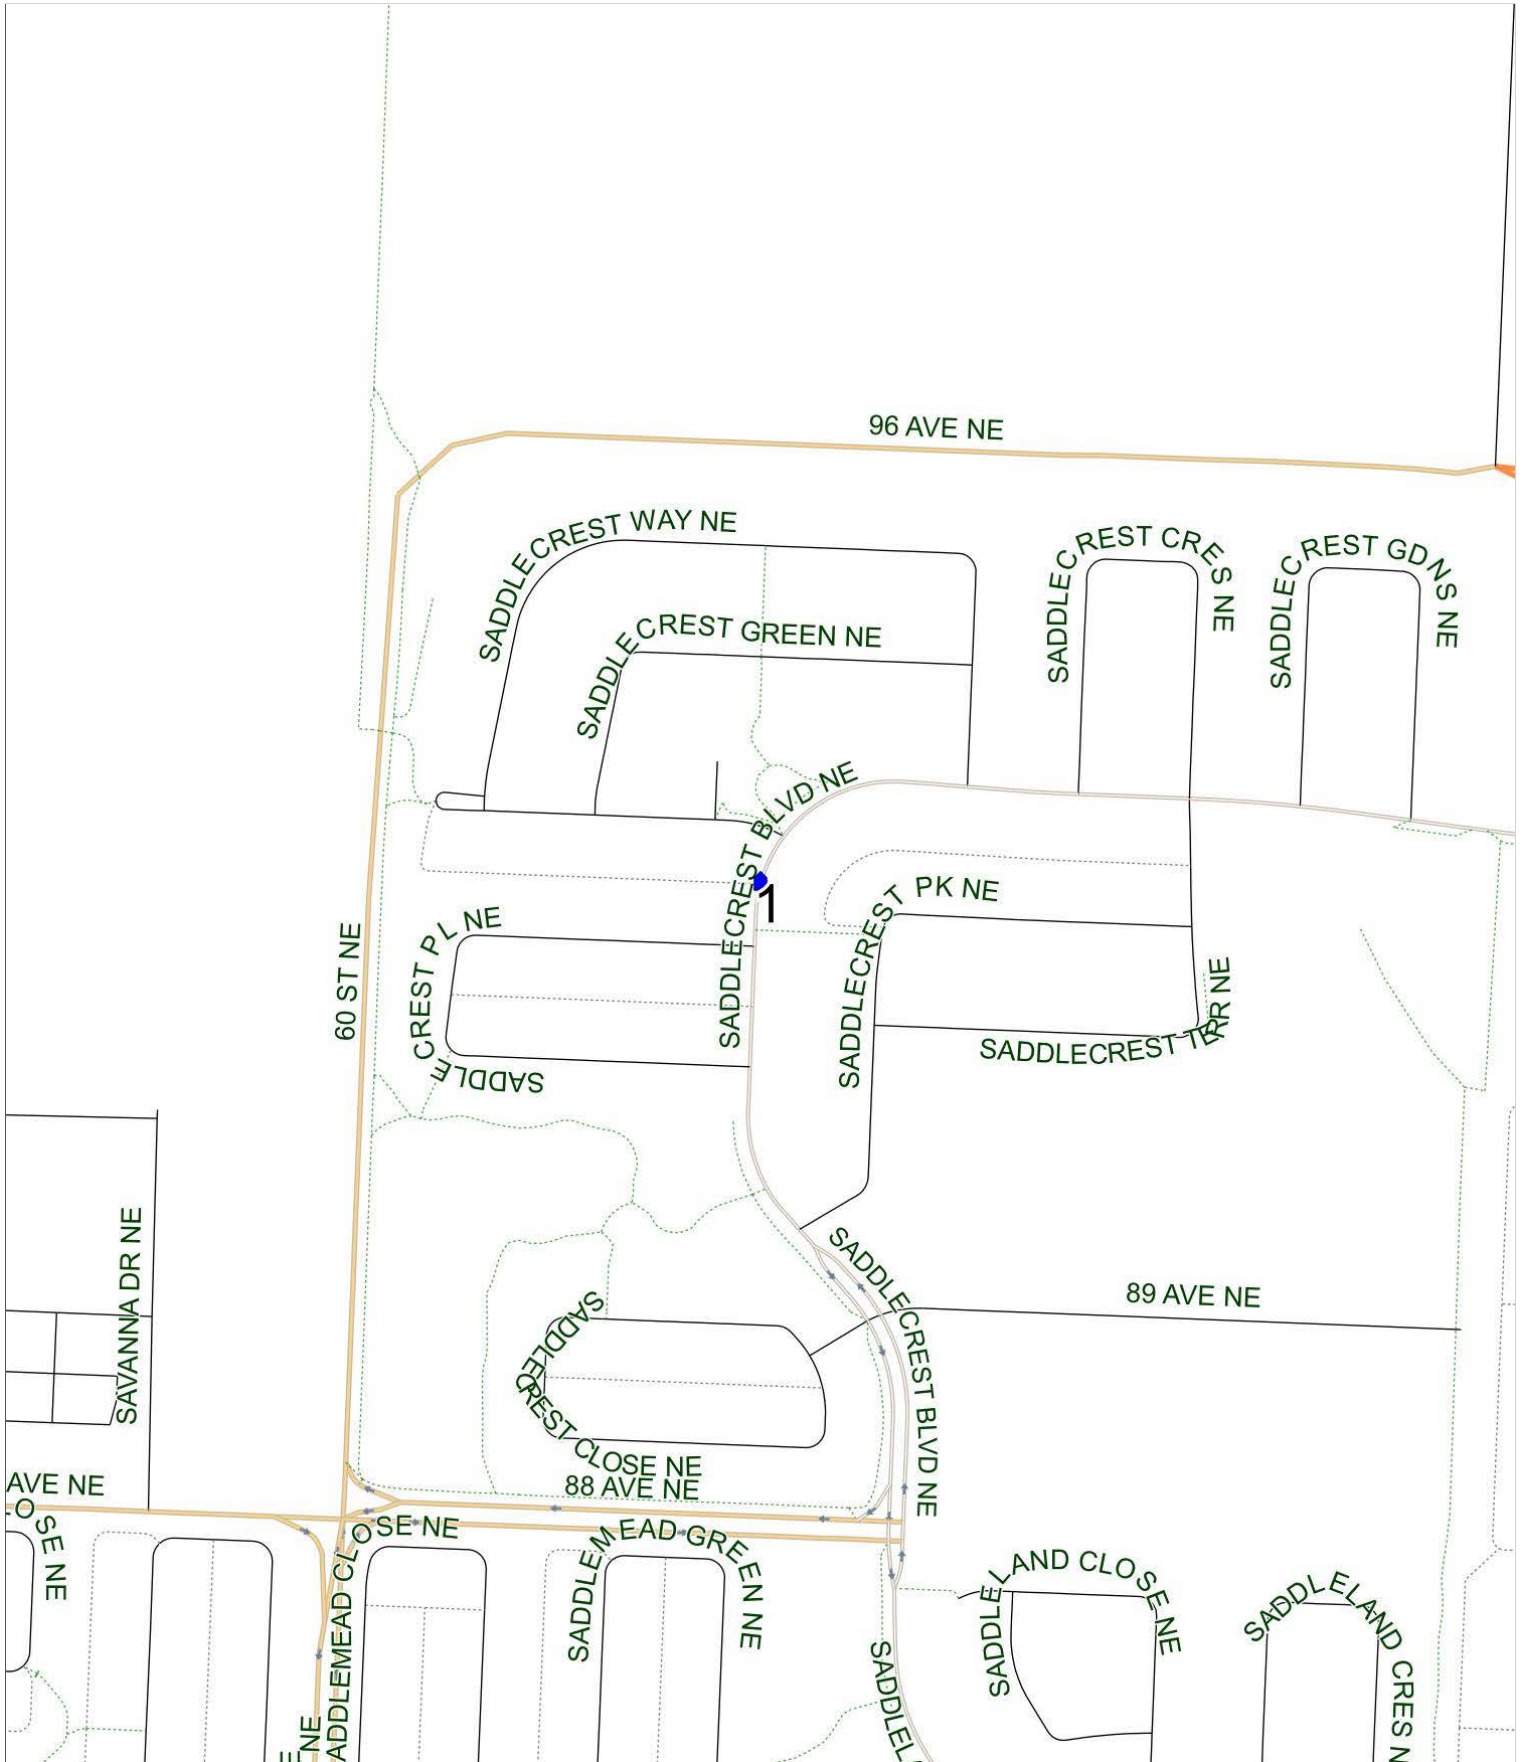 96 AVE NE
SADDLECREST WAY NE
SADDLECREST CRES NE
SADDLECREST GDNS NE
SADDLECREST GREEN NE
SADDLECREST BLVD NE
1
SADDLECREST PK NE
SADDLECREST PL NE
60 ST NE
SADDLECREST TERR NE
SAVANNA DR NE
SADDLECREST BLVD NE
89 AVE NE
SADDLECREST CLOSE NE
88 AVE NE
AVE NE
LOSE NE
ADDLEMEAD CLOSE NE
SADDLEMEAD GREEN NE
SADDLELAND CLOSE NE
SADDLELAND CRES N
SADDLEL
NE
E